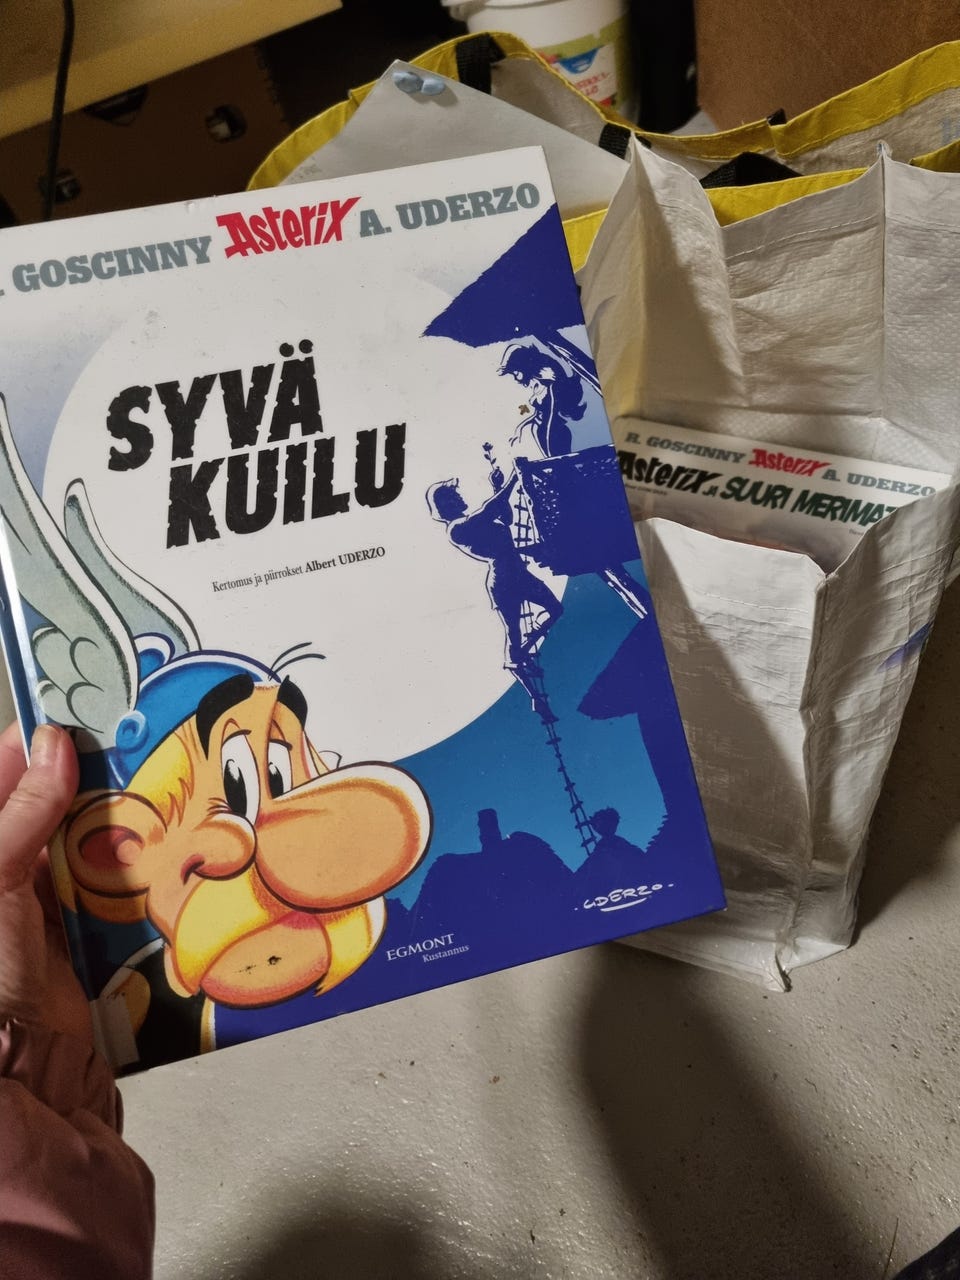 . GOSCINNY Asterix A. UDERZO
SYVÄ
KUILU
Kertomus ja piirrokset Albert UDERZO
UDERZO
EGMONT
Kustannus
R. GOSCINNY Asterix A. UDERZO
Asterix ja SUURI MERIMAT